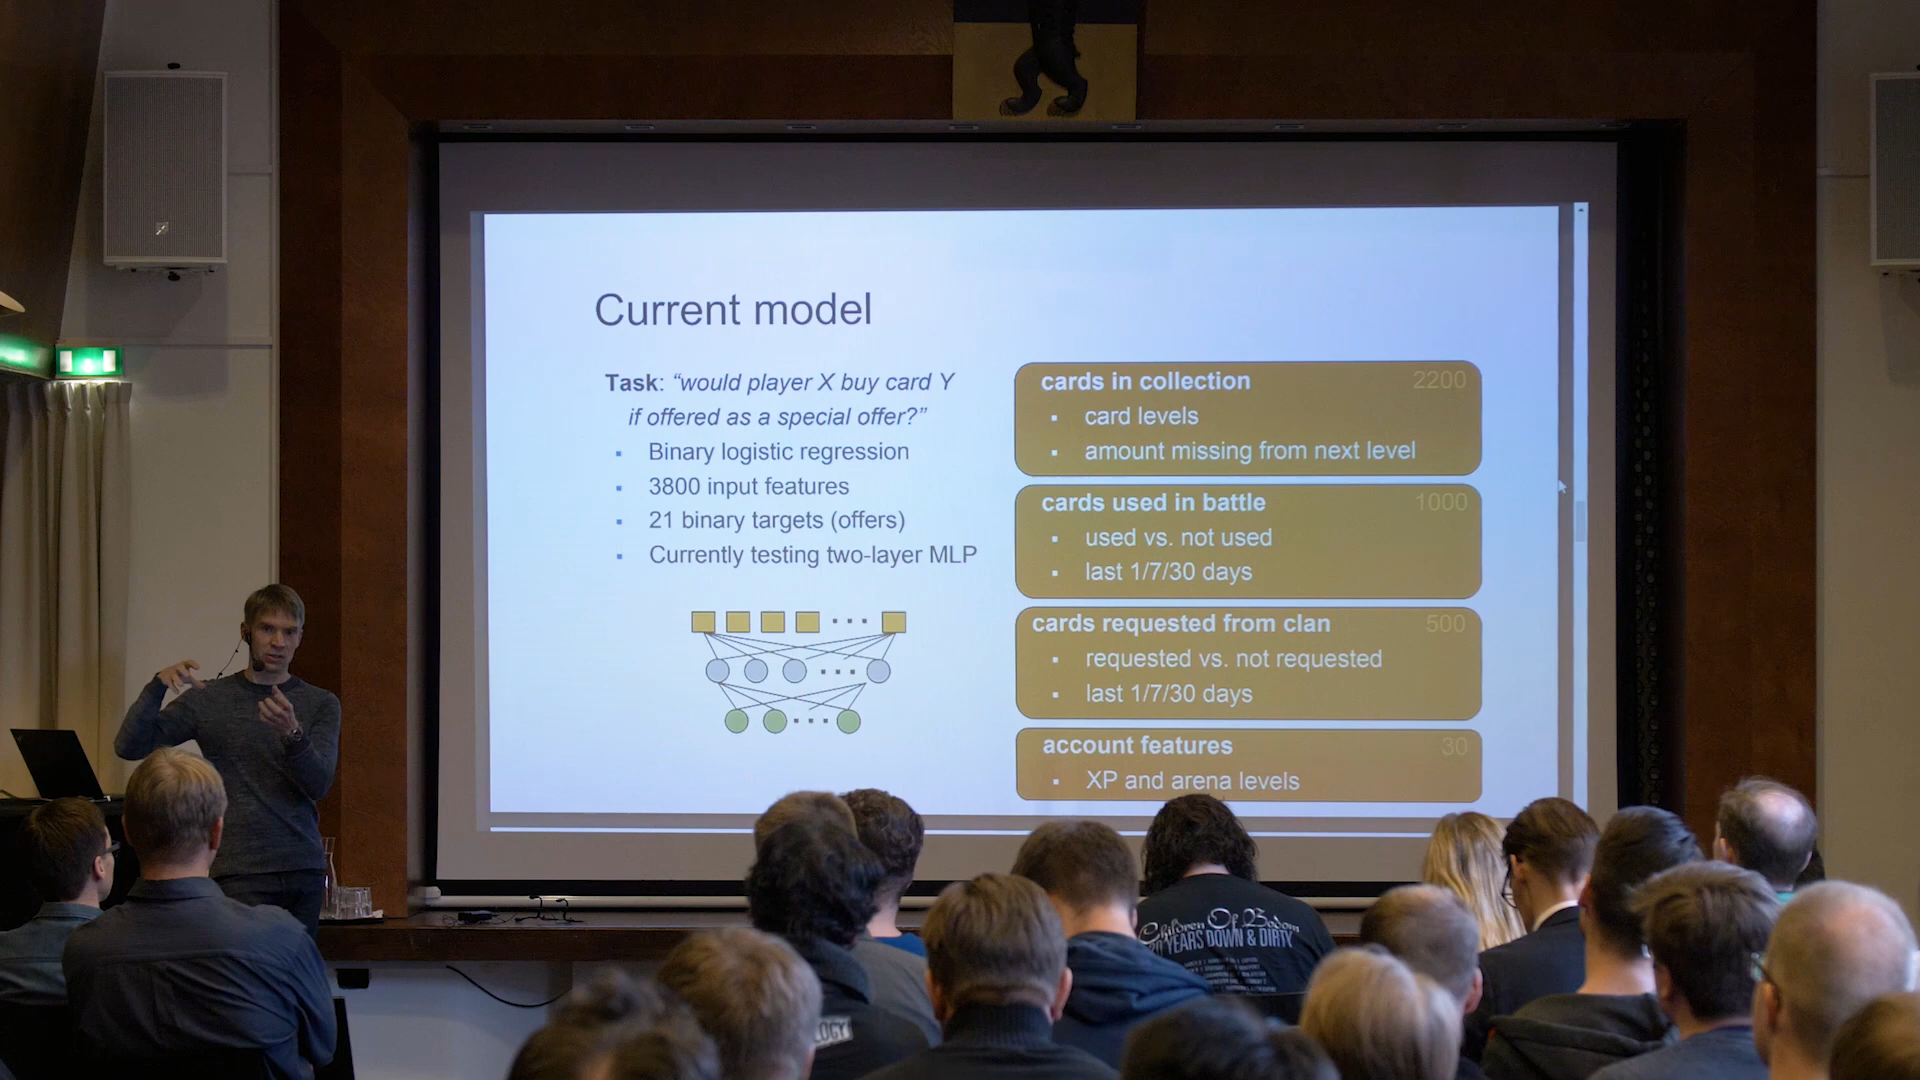 Current model
Task: “would player X buy card Y
if offered as a special offer?”
▪ Binary logistic regression
▪ 3800 input features
▪ 21 binary targets (offers)
▪ Currently testing two-layer MLP
cards in collection 2200
▪ card levels
▪ amount missing from next level
cards used in battle 1000
▪ used vs. not used
▪ last 1/7/30 days
cards requested from clan 500
▪ requested vs. not requested
▪ last 1/7/30 days
account features 30
▪ XP and arena levels
Children Of Bodom
20 YEARS DOWN & DIRTY
LOGY